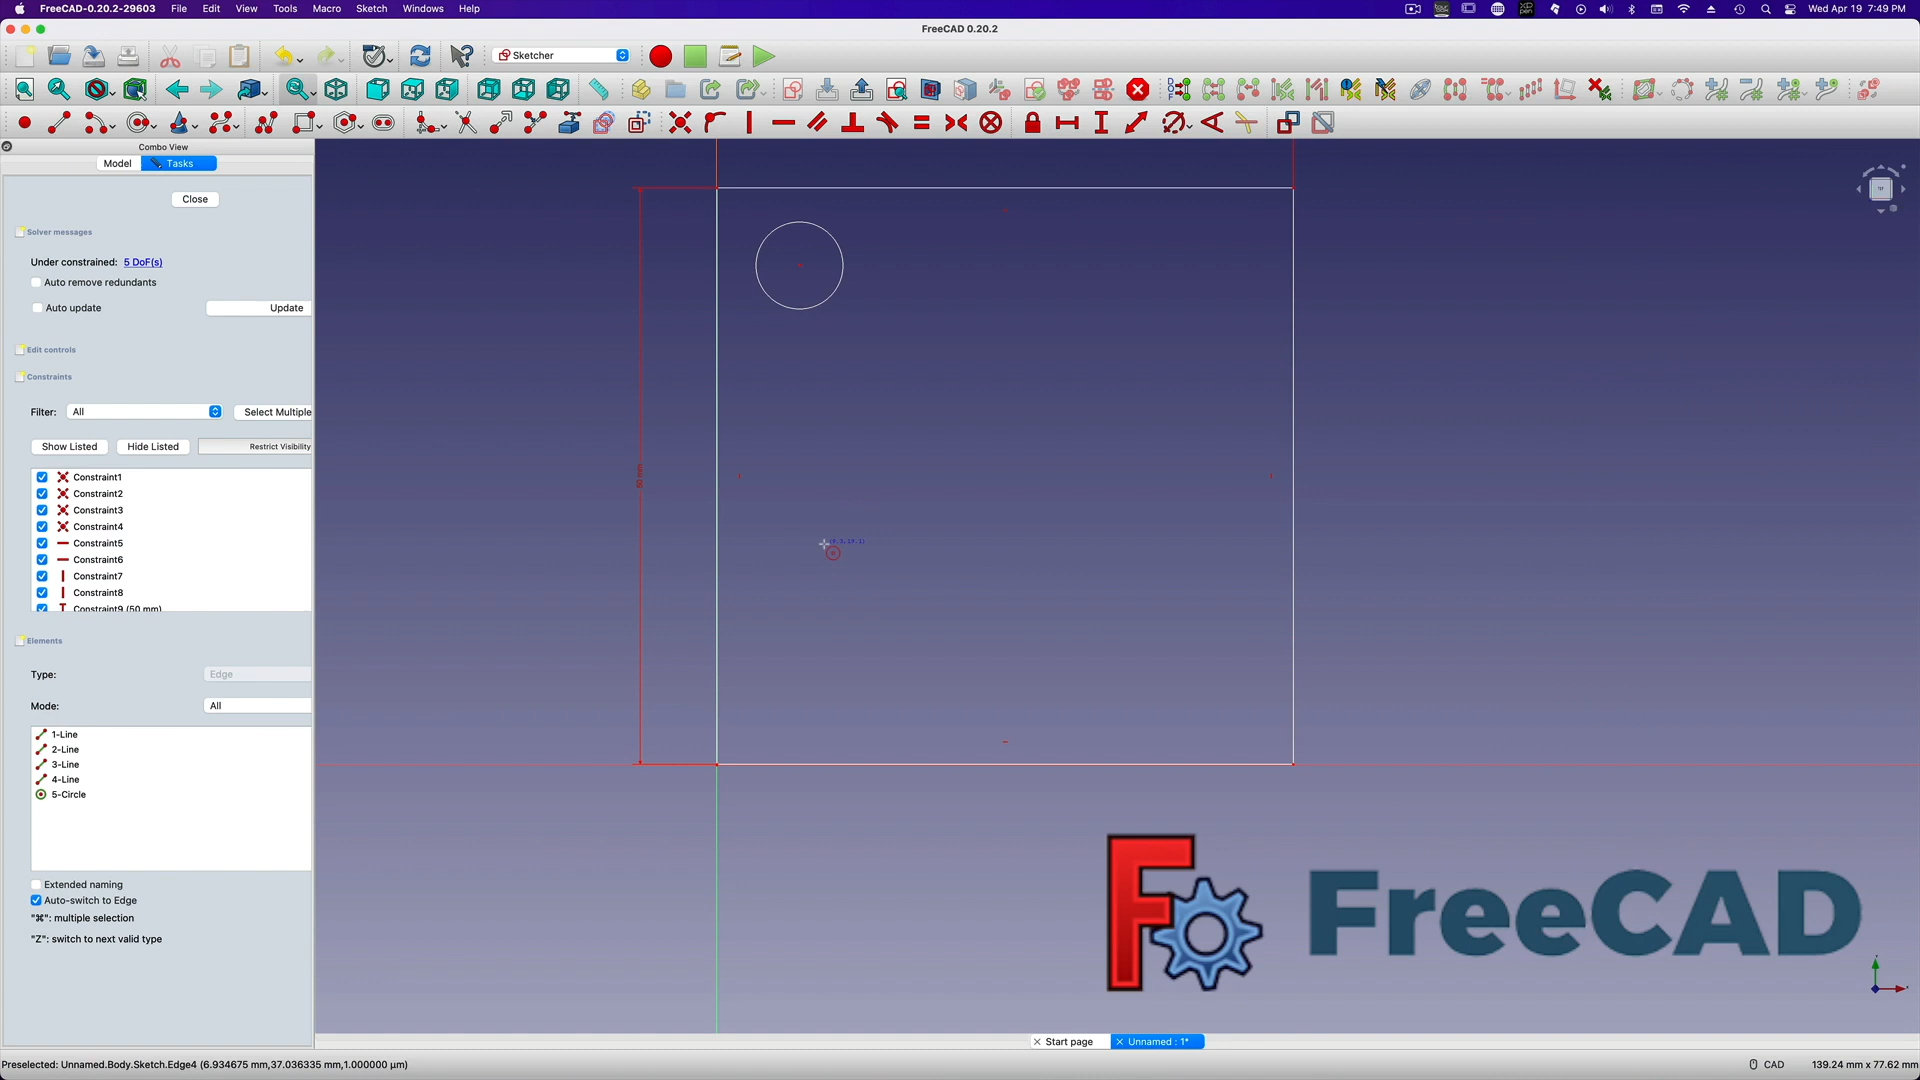 FreeCAD-0.20.2-29603 File Edit View Tools Macro Sketch Windows Help Wed Apr 19 7:49 PM
FreeCAD 0.20.2
Sketcher
Combo View
Model Tasks
Close
Solver messages
Under constrained: 5 DoF(s)
Auto remove redundants
Auto update Update
Edit controls
Constraints
Filter: All Select Multiple
Show Listed Hide Listed Restrict Visibility
Constraint1
Constraint2
Constraint3
Constraint4
Constraint5
Constraint6
Constraint7
Constraint8
Constraint9 (50 mm)
50 mm
Elements
Type: Edge
Mode: All
1-Line
2-Line
3-Line
4-Line
5-Circle
Extended naming
Auto-switch to Edge
"⌘": multiple selection
"Z": switch to next valid type
FreeCAD
Start page Unnamed : 1*
Preselected: Unnamed.Body.Sketch.Edge4 (6.934675 mm,37.036335 mm,1.000000 µm) CAD 139.24 mm x 77.62 mm